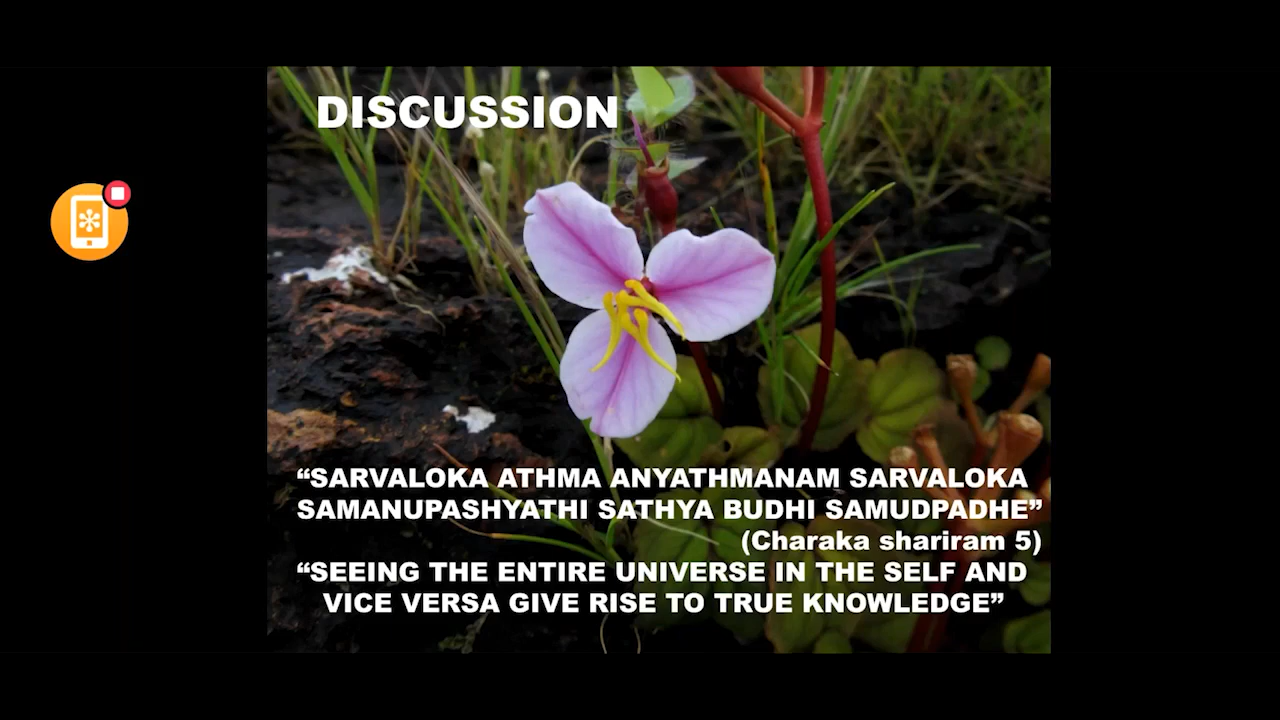 DISCUSSION
“SARVALOKA ATHMA ANYATHMANAM SARVALOKA
SAMANUPASHYATHI SATHYA BUDHI SAMUDPADHE”
(Charaka shariram 5)
“SEEING THE ENTIRE UNIVERSE IN THE SELF AND
VICE VERSA GIVE RISE TO TRUE KNOWLEDGE”